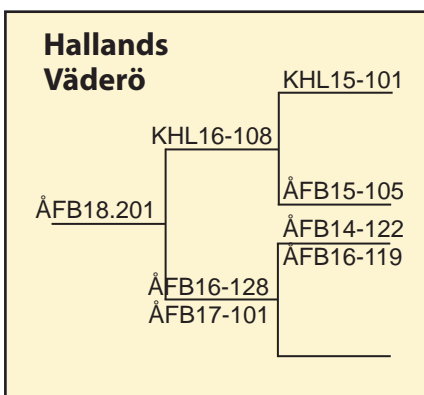 Hallands
Väderö
KHL15-101
KHL16-108
ÅFB15-105
ÅFB18.201
ÅFB14-122
ÅFB16-119
ÅFB16-128
ÅFB17-101